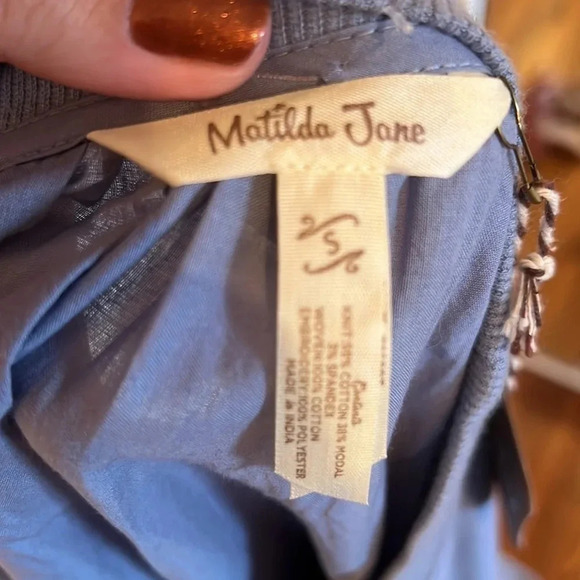 Matilda Jane
S
KNIT 59% COTTON 38% MODAL
3% SPANDEX
WOVEN 100% COTTON
EMBROIDERY 100% POLYESTER
MADE in INDIA